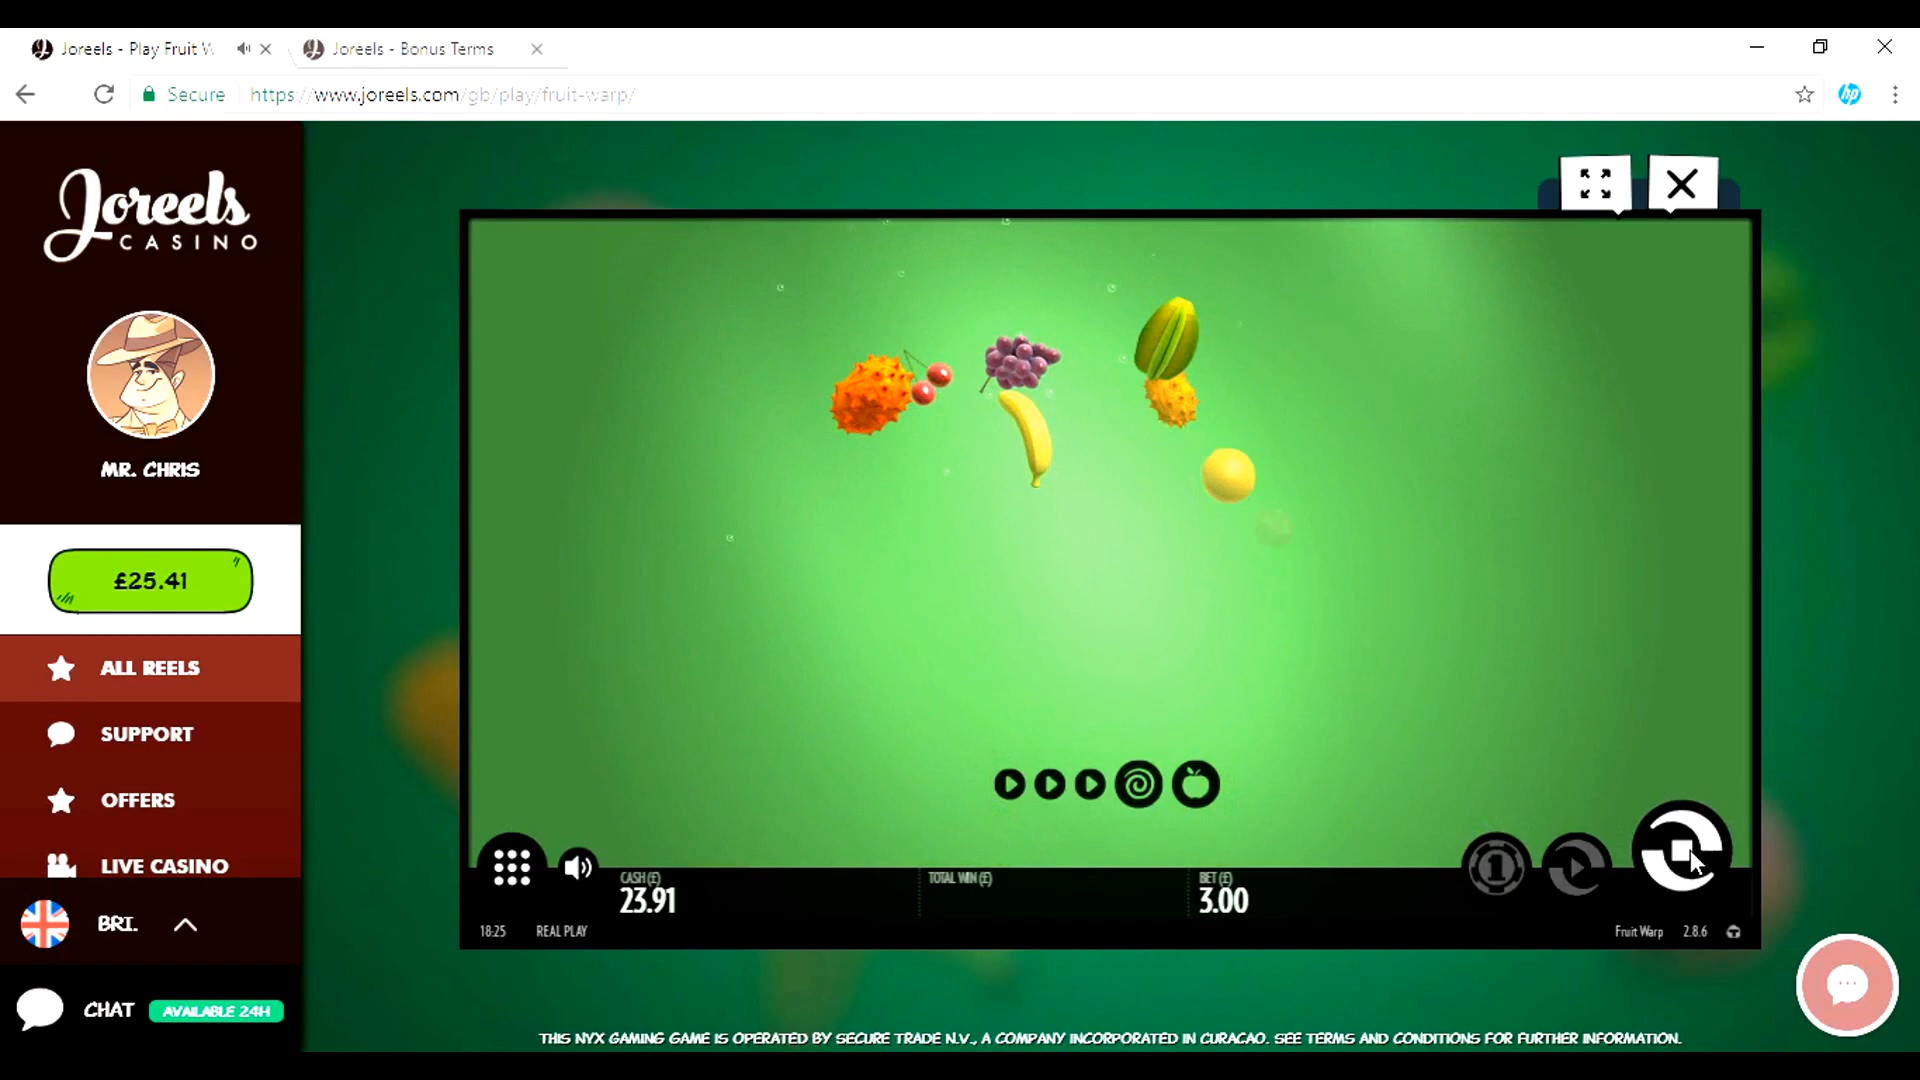 Joreels - Play Fruit W
Joreels - Bonus Terms
Secure
https://www.joreels.com/gb/play/fruit-warp/
hp
Joreels
CASINO
MR. CHRIS
£25.41
ALL REELS
SUPPORT
OFFERS
LIVE CASINO
BRI.
CHAT AVAILABLE 24H
1
CASH (£)
23.91
TOTAL WIN (£)
BET (£)
3.00
18:25 REAL PLAY
Fruit Warp 2.8.6
THIS NYX GAMING GAME IS OPERATED BY SECURE TRADE N.V., A COMPANY INCORPORATED IN CURACAO. SEE TERMS AND CONDITIONS FOR FURTHER INFORMATION.